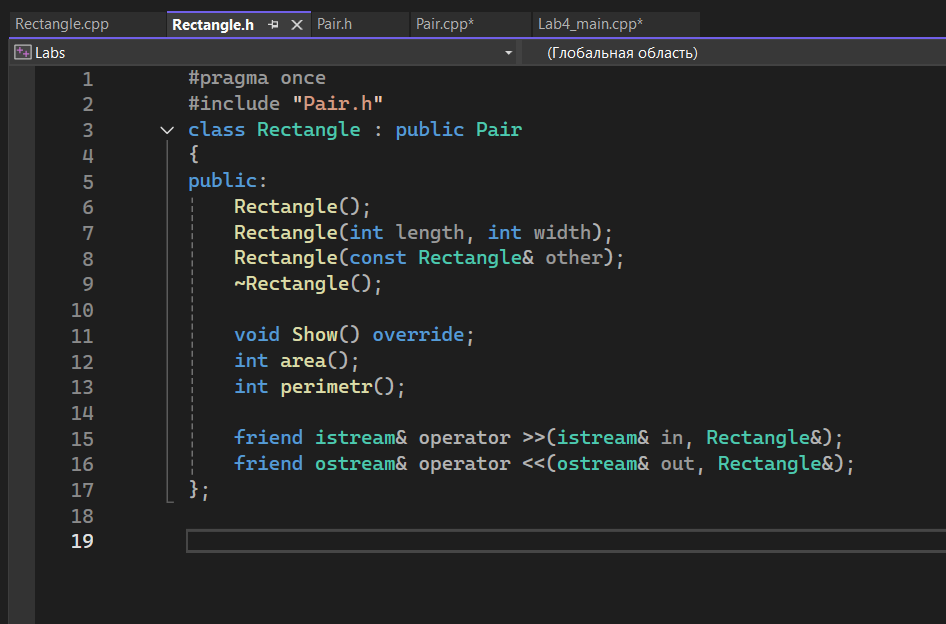 Rectangle.cpp Rectangle.h Pair.h Pair.cpp* Lab4_main.cpp*
Labs (Глобальная область)
1 #pragma once
2 #include "Pair.h"
3 class Rectangle : public Pair
4 {
5 public:
6 Rectangle();
7 Rectangle(int length, int width);
8 Rectangle(const Rectangle& other);
9 ~Rectangle();
10
11 void Show() override;
12 int area();
13 int perimetr();
14
15 friend istream& operator >>(istream& in, Rectangle&);
16 friend ostream& operator <<(ostream& out, Rectangle&);
17 };
18
19